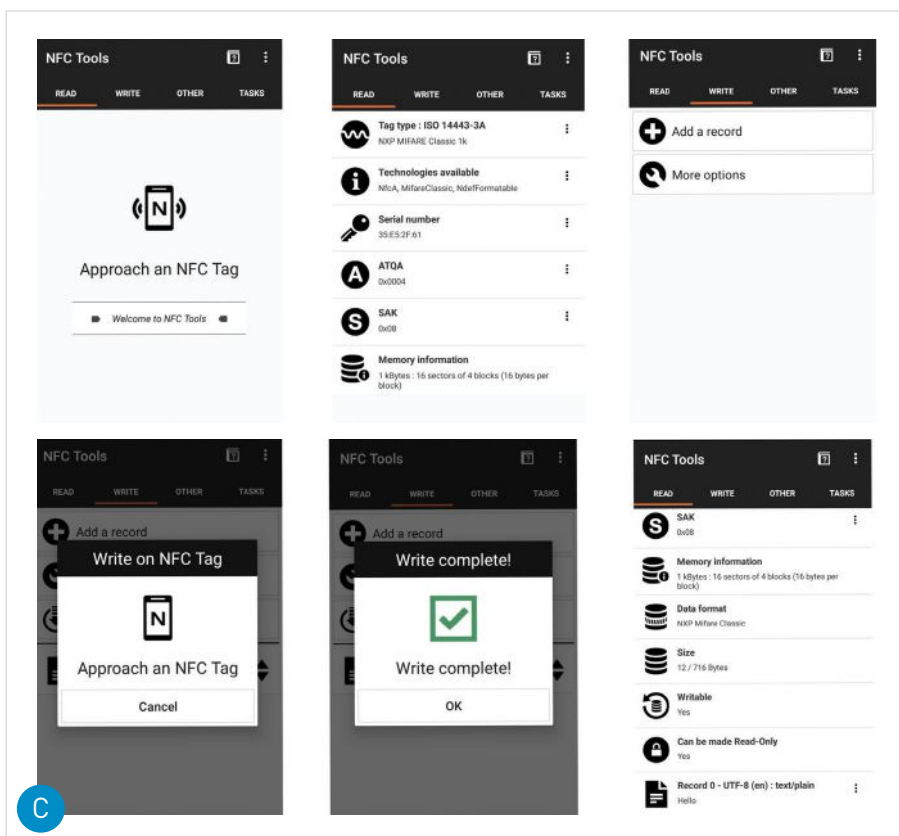 NFC Tools
READ WRITE OTHER TASKS
N
Approach an NFC Tag
Welcome to NFC Tools
NFC Tools
READ WRITE OTHER TASKS
Tag type : ISO 14443-3A
NXP MIFARE Classic 1k
Technologies available
NfcA, MifareClassic, NdefFormatable
Serial number
35:E5:2F:61
A
ATQA
0x0004
S
SAK
0x08
Memory information
1 kBytes : 16 sectors of 4 blocks (16 bytes per
block)
NFC Tools
READ WRITE OTHER TASKS
Add a record
More options
NFC Tools
READ WRITE OTHER TASKS
Add a record
Write on NFC Tag
N
Approach an NFC Tag
Cancel
NFC Tools
READ WRITE OTHER TASKS
Add a record
Write complete!
Write complete!
OK
NFC Tools
READ WRITE OTHER TASKS
S
SAK
0x08
Memory information
1 kBytes : 16 sectors of 4 blocks (16 bytes per
block)
Data format
NXP Mifare Classic
Size
12 / 716 Bytes
Writable
Yes
Can be made Read-Only
Yes
Record 0 - UTF-8 (en) : text/plain
Hello
C